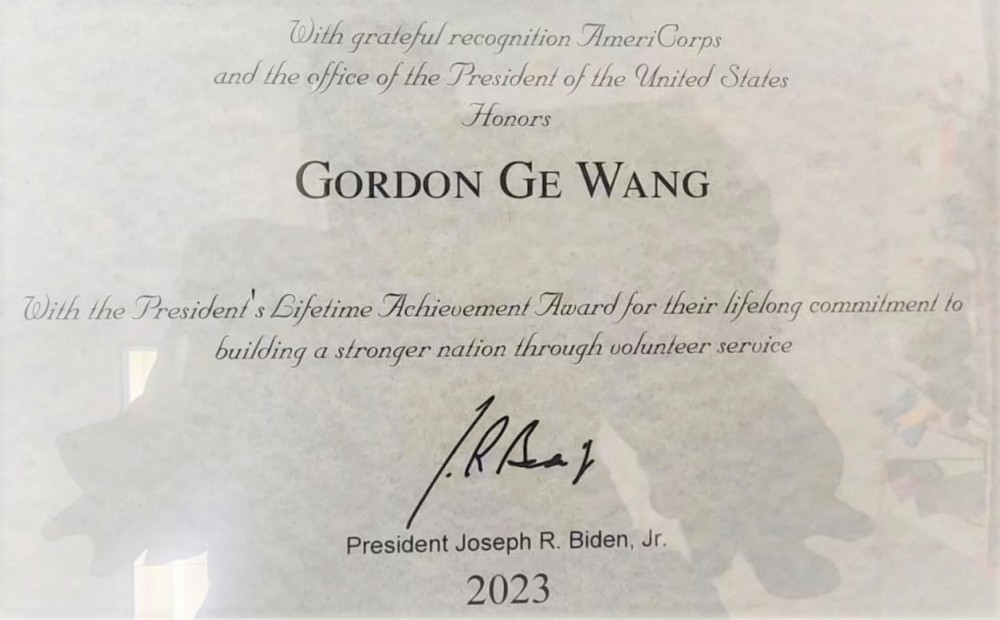 With grateful recognition AmeriCorps
and the office of the President of the United States
Honors
GORDON GE WANG
With the President's Lifetime Achievement Award for their lifelong commitment to
building a stronger nation through volunteer service
President Joseph R. Biden, Jr.
2023